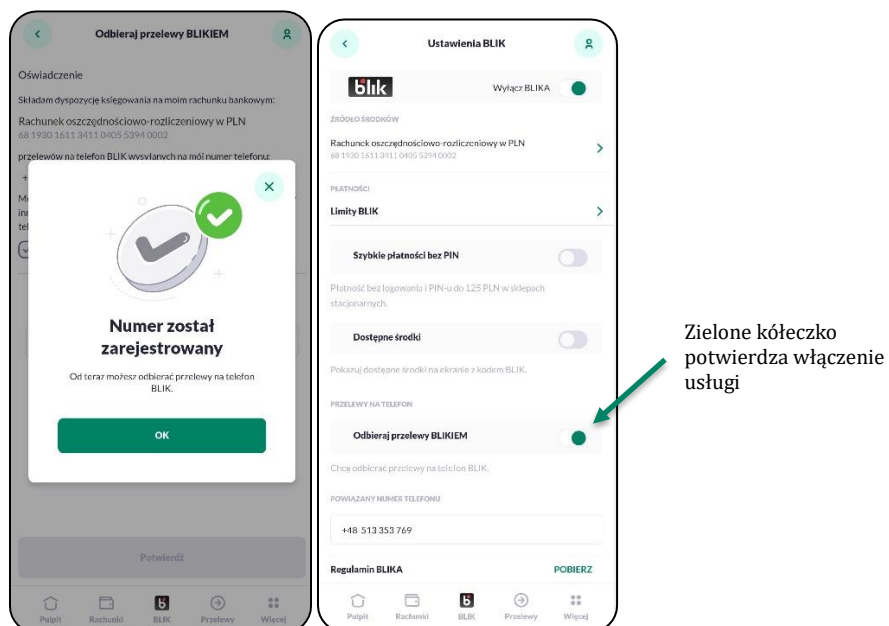 Odbieraj przelewy BLIKIEM
Oświadczenie
Składam dyspozycję księgowania na moim rachunku bankowym:
Rachunek oszczędnościowo-rozliczeniowy w PLN
68 1930 1611 3411 0405 5394 0002
przelewów na telefon BLIK wysyłanych na mój numer telefonu:
+
Numer został
zarejestrowany
Od teraz możesz odbierać przelewy na telefon
BLIK.
OK
Potwierdź
Pulpit Rachunki BLIK Przelewy Więcej
Ustawienia BLIK
blik Wyłącz BLIKA
ŹRÓDŁO ŚRODKÓW
Rachunek oszczędnościowo-rozliczeniowy w PLN
68 1930 1611 3411 0405 5394 0002
PŁATNOŚCI
Limity BLIK
Szybkie płatności bez PIN
Płatność bez logowania i PIN-u do 125 PLN w sklepach
stacjonarnych.
Dostępne środki
Pokazuj dostępne środki na ekranie z kodem BLIK.
PRZELEWY NA TELEFON
Odbieraj przelewy BLIKIEM
Chcę odbierać przelewy na telefon BLIK.
POWIĄZANY NUMER TELEFONU
+48 513 353 769
Regulamin BLIKA POBIERZ
Pulpit Rachunki BLIK Przelewy Więcej
Zielone kółeczko
potwierdza włączenie
usługi